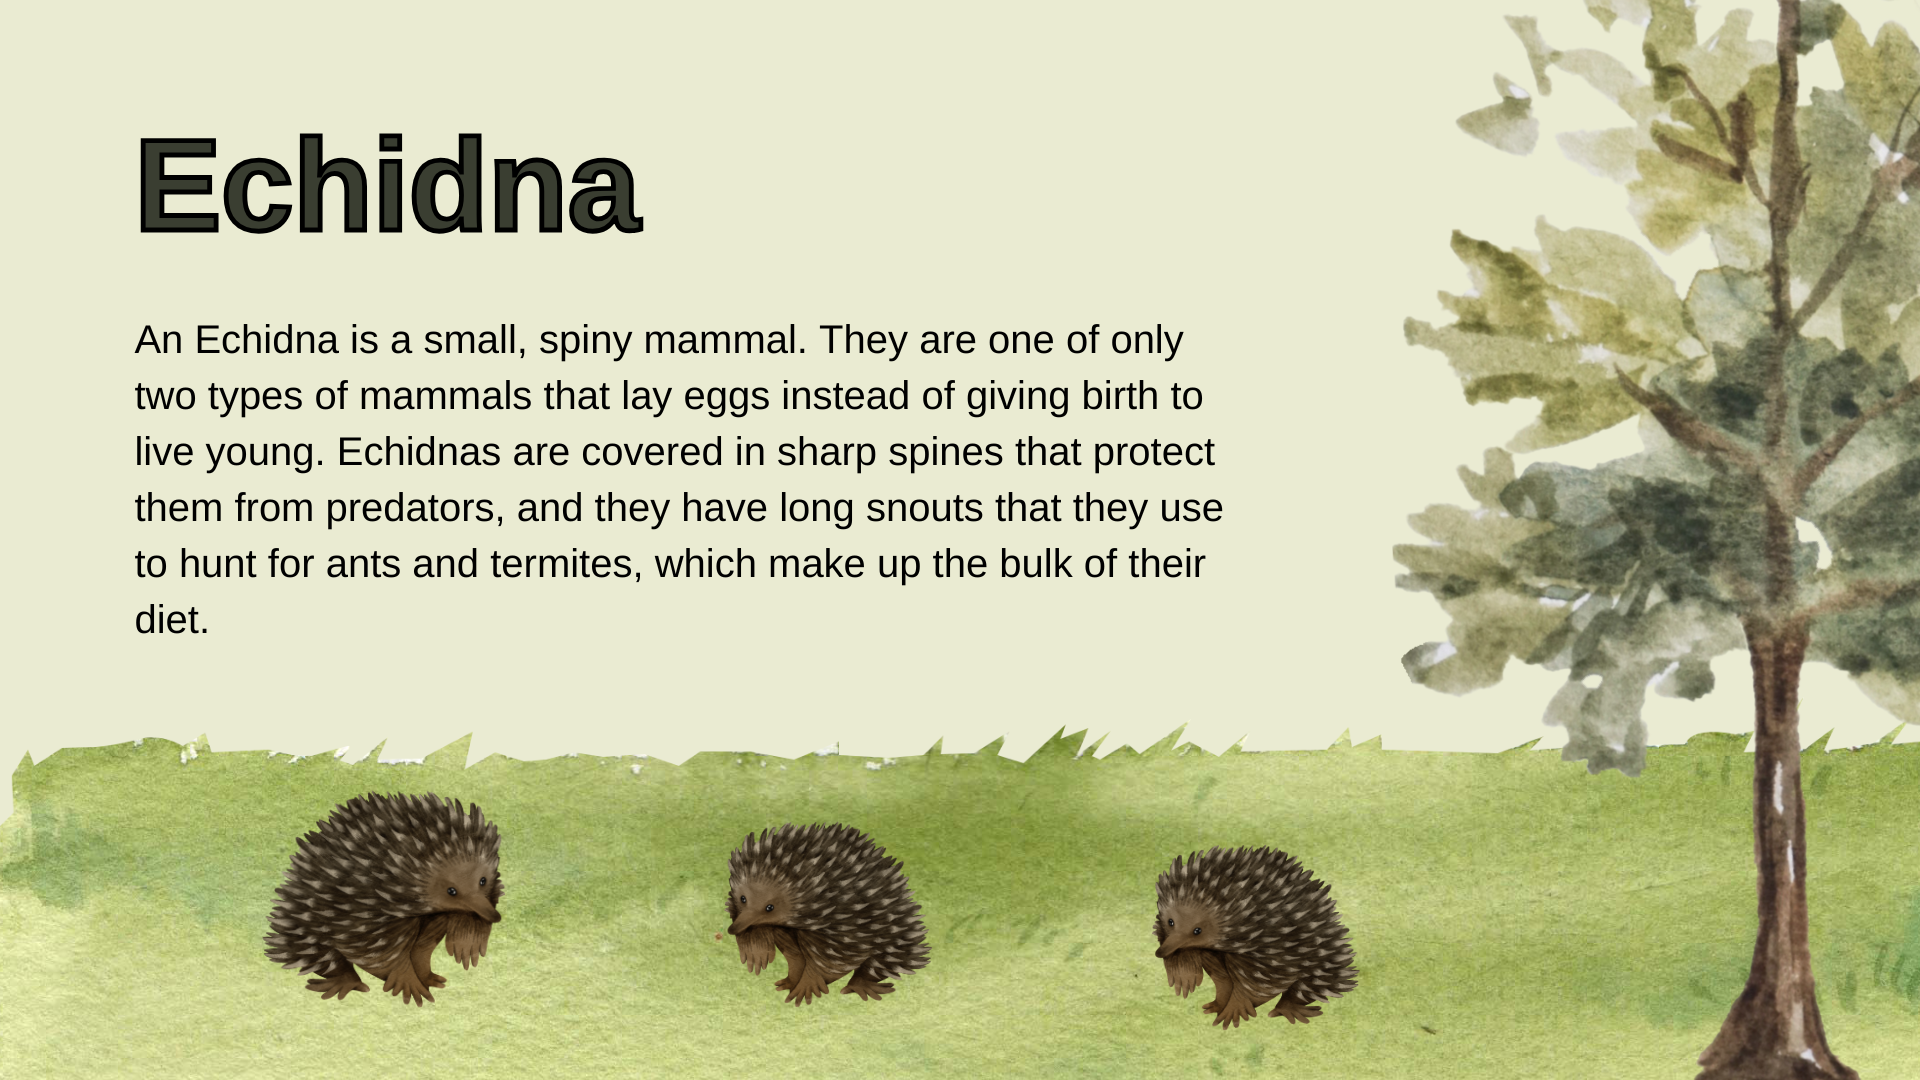 Echidna
An Echidna is a small, spiny mammal. They are one of only
two types of mammals that lay eggs instead of giving birth to
live young. Echidnas are covered in sharp spines that protect
them from predators, and they have long snouts that they use
to hunt for ants and termites, which make up the bulk of their
diet.